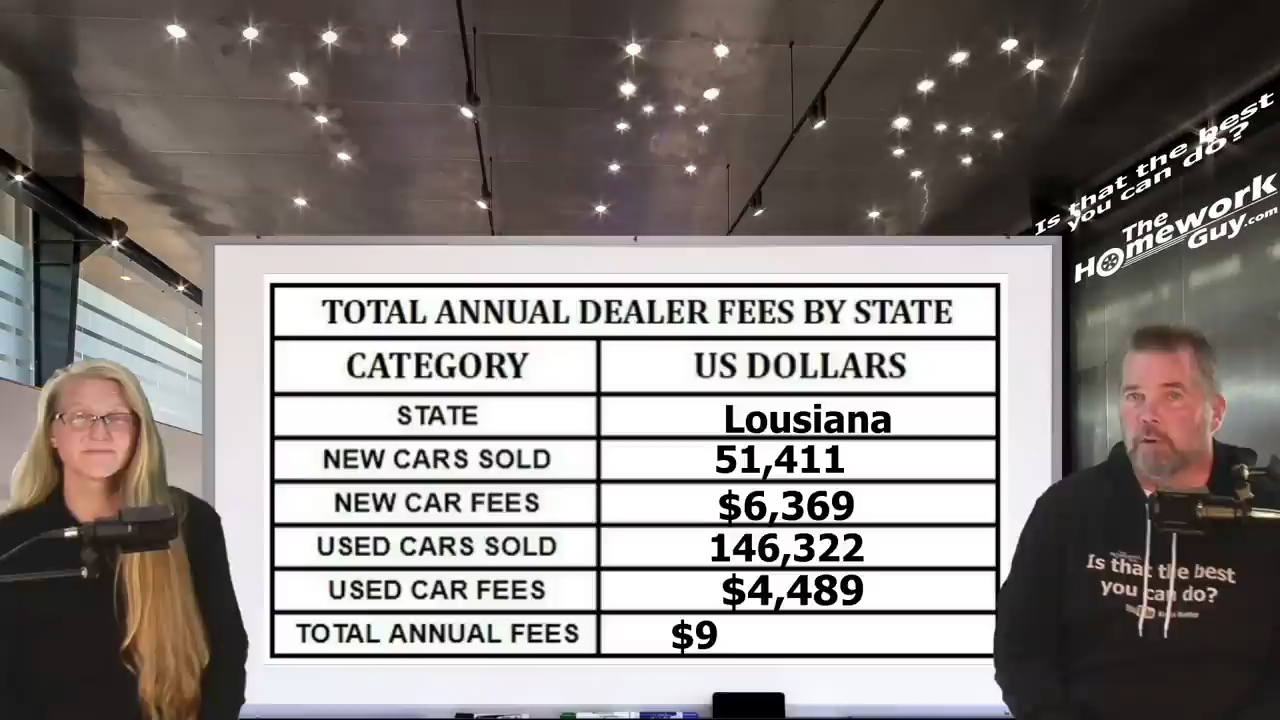 Is that the best
you can do?
The
Homework
Guy.com
TOTAL ANNUAL DEALER FEES BY STATE
CATEGORY US DOLLARS
STATE Lousiana
NEW CARS SOLD 51,411
NEW CAR FEES $6,369
USED CARS SOLD 146,322
USED CAR FEES $4,489
TOTAL ANNUAL FEES $9
Is that the best
you can do?